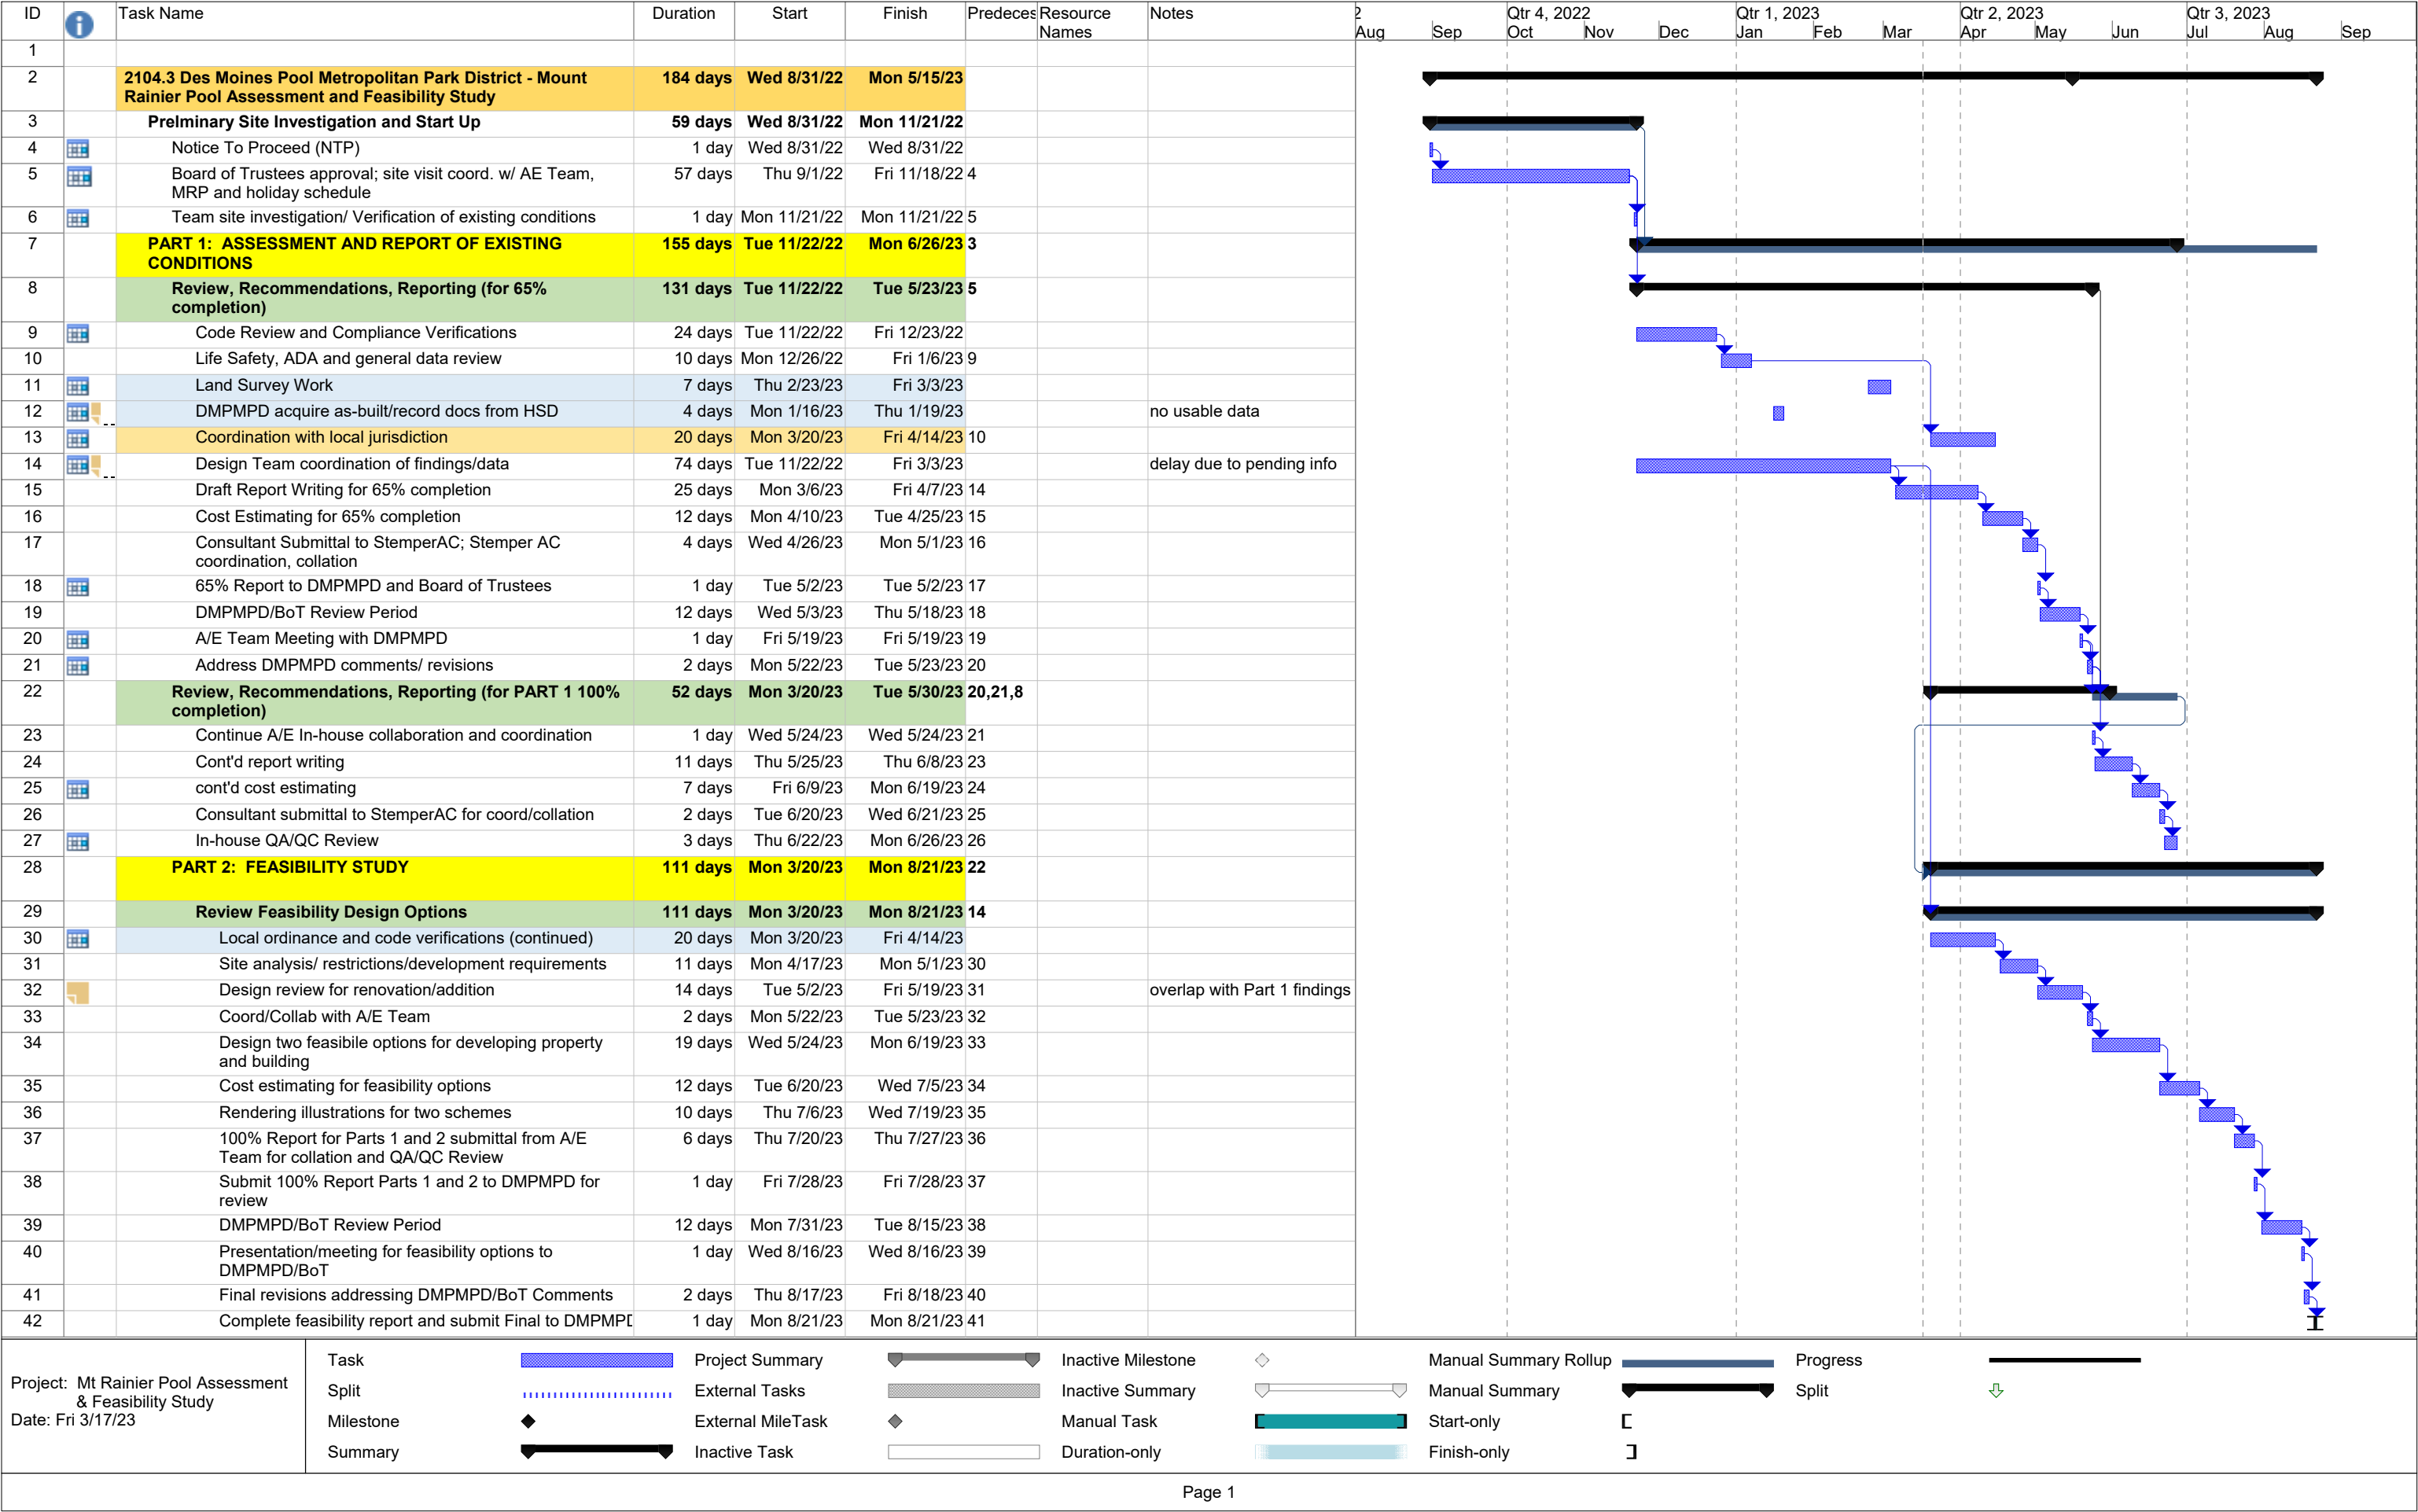 ID Task Name Duration Start Finish Predeces Resource Names Notes
2 Qtr 4, 2022 Qtr 1, 2023 Qtr 2, 2023 Qtr 3, 2023
Aug Sep Oct Nov Dec Jan Feb Mar Apr May Jun Jul Aug Sep
1
2 2104.3 Des Moines Pool Metropolitan Park District - Mount 184 days Wed 8/31/22 Mon 5/15/23
Rainier Pool Assessment and Feasibility Study
3 Prelminary Site Investigation and Start Up 59 days Wed 8/31/22 Mon 11/21/22
4 Notice To Proceed (NTP) 1 day Wed 8/31/22 Wed 8/31/22
5 Board of Trustees approval; site visit coord. w/ AE Team, 57 days Thu 9/1/22 Fri 11/18/22 4
MRP and holiday schedule
6 Team site investigation/ Verification of existing conditions 1 day Mon 11/21/22 Mon 11/21/22 5
7 PART 1: ASSESSMENT AND REPORT OF EXISTING 155 days Tue 11/22/22 Mon 6/26/23 3
CONDITIONS
8 Review, Recommendations, Reporting (for 65% 131 days Tue 11/22/22 Tue 5/23/23 5
completion)
9 Code Review and Compliance Verifications 24 days Tue 11/22/22 Fri 12/23/22
10 Life Safety, ADA and general data review 10 days Mon 12/26/22 Fri 1/6/23 9
11 Land Survey Work 7 days Thu 2/23/23 Fri 3/3/23
12 DMPMPD acquire as-built/record docs from HSD 4 days Mon 1/16/23 Thu 1/19/23 no usable data
13 Coordination with local jurisdiction 20 days Mon 3/20/23 Fri 4/14/23 10
14 Design Team coordination of findings/data 74 days Tue 11/22/22 Fri 3/3/23 delay due to pending info
15 Draft Report Writing for 65% completion 25 days Mon 3/6/23 Fri 4/7/23 14
16 Cost Estimating for 65% completion 12 days Mon 4/10/23 Tue 4/25/23 15
17 Consultant Submittal to StemperAC; Stemper AC 4 days Wed 4/26/23 Mon 5/1/23 16
coordination, collation
18 65% Report to DMPMPD and Board of Trustees 1 day Tue 5/2/23 Tue 5/2/23 17
19 DMPMPD/BoT Review Period 12 days Wed 5/3/23 Thu 5/18/23 18
20 A/E Team Meeting with DMPMPD 1 day Fri 5/19/23 Fri 5/19/23 19
21 Address DMPMPD comments/ revisions 2 days Mon 5/22/23 Tue 5/23/23 20
22 Review, Recommendations, Reporting (for PART 1 100% 52 days Mon 3/20/23 Tue 5/30/23 20,21,8
completion)
23 Continue A/E In-house collaboration and coordination 1 day Wed 5/24/23 Wed 5/24/23 21
24 Cont'd report writing 11 days Thu 5/25/23 Thu 6/8/23 23
25 cont'd cost estimating 7 days Fri 6/9/23 Mon 6/19/23 24
26 Consultant submittal to StemperAC for coord/collation 2 days Tue 6/20/23 Wed 6/21/23 25
27 In-house QA/QC Review 3 days Thu 6/22/23 Mon 6/26/23 26
28 PART 2: FEASIBILITY STUDY 111 days Mon 3/20/23 Mon 8/21/23 22
29 Review Feasibility Design Options 111 days Mon 3/20/23 Mon 8/21/23 14
30 Local ordinance and code verifications (continued) 20 days Mon 3/20/23 Fri 4/14/23
31 Site analysis/ restrictions/development requirements 11 days Mon 4/17/23 Mon 5/1/23 30
32 Design review for renovation/addition 14 days Tue 5/2/23 Fri 5/19/23 31 overlap with Part 1 findings
33 Coord/Collab with A/E Team 2 days Mon 5/22/23 Tue 5/23/23 32
34 Design two feasibile options for developing property 19 days Wed 5/24/23 Mon 6/19/23 33
and building
35 Cost estimating for feasibility options 12 days Tue 6/20/23 Wed 7/5/23 34
36 Rendering illustrations for two schemes 10 days Thu 7/6/23 Wed 7/19/23 35
37 100% Report for Parts 1 and 2 submittal from A/E 6 days Thu 7/20/23 Thu 7/27/23 36
Team for collation and QA/QC Review
38 Submit 100% Report Parts 1 and 2 to DMPMPD for 1 day Fri 7/28/23 Fri 7/28/23 37
review
39 DMPMPD/BoT Review Period 12 days Mon 7/31/23 Tue 8/15/23 38
40 Presentation/meeting for feasibility options to 1 day Wed 8/16/23 Wed 8/16/23 39
DMPMPD/BoT
41 Final revisions addressing DMPMPD/BoT Comments 2 days Thu 8/17/23 Fri 8/18/23 40
42 Complete feasibility report and submit Final to DMPMPD 1 day Mon 8/21/23 Mon 8/21/23 41
Project: Mt Rainier Pool Assessment
& Feasibility Study
Date: Fri 3/17/23
Task Project Summary Inactive Milestone Manual Summary Rollup Progress
Split External Tasks Inactive Summary Manual Summary Split
Milestone External MileTask Manual Task Start-only
Summary Inactive Task Duration-only Finish-only
Page 1